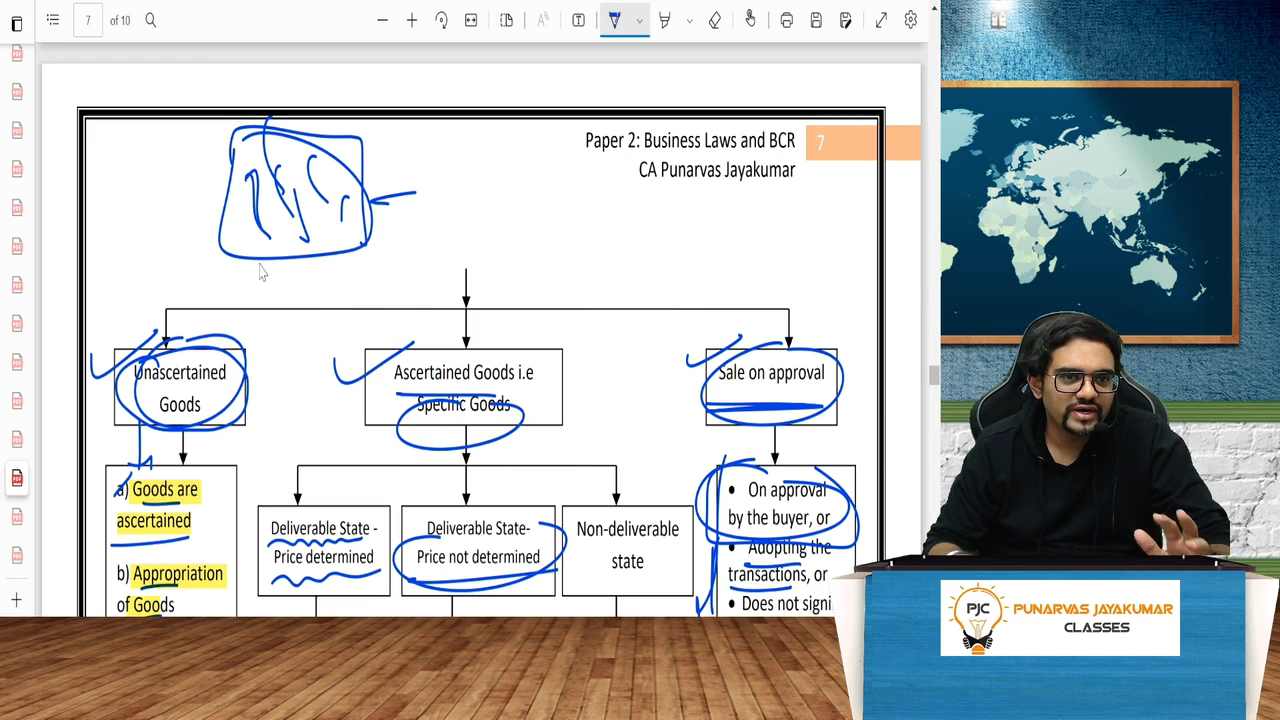 7
of 10
Paper 2: Business Laws and BCR
7
CA Punarvas Jayakumar
Unascertained
Goods
Ascertained Goods i.e
Specific Goods
Sale on approval
a) Goods are
ascertained
b) Appropriation
of Goods
Deliverable State -
Price determined
Deliverable State-
Price not determined
Non-deliverable
state
• On approval
by the buyer, or
• Adopting the
transactions, or
• Does not signi
PJC
PUNARVAS JAYAKUMAR
CLASSES